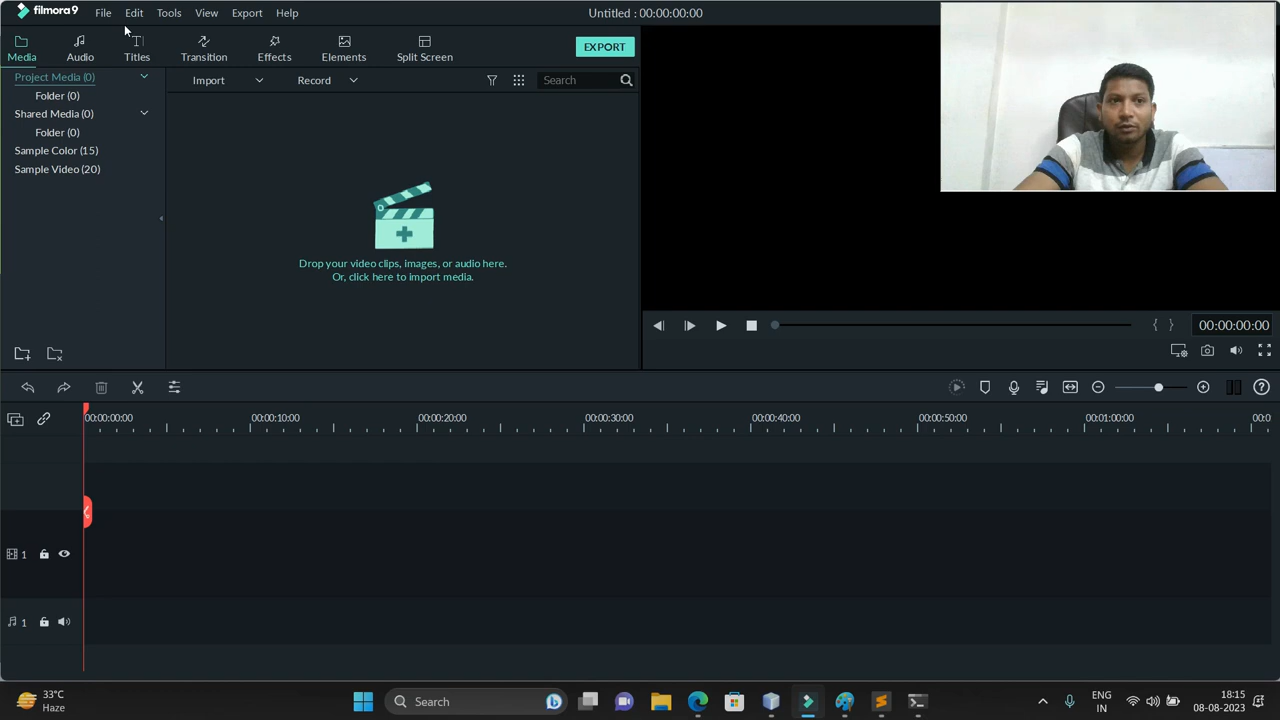 filmora9 File Edit Tools View Export Help Untitled : 00:00:00:00
Media Audio Titles Transition Effects Elements Split Screen EXPORT
Project Media (0) Import Record Search
Folder (0)
Shared Media (0)
Folder (0)
Sample Color (15)
Sample Video (20)
Drop your video clips, images, or audio here.
Or, click here to import media.
00:00:00:00
00:00:00:00 00:00:10:00 00:00:20:00 00:00:30:00 00:00:40:00 00:00:50:00 00:01:00:00 00:0
1
1
33°C
Haze
Search
ENG
IN
18:15
08-08-2023